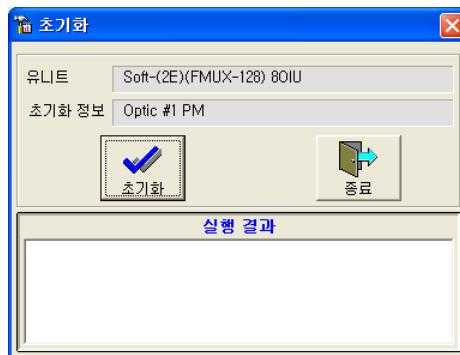 초기화
유니트 Soft-(2E)(FMUX-128) 8OIU
초기화 정보 Optic #1 PM
초기화 종료
실행 결과